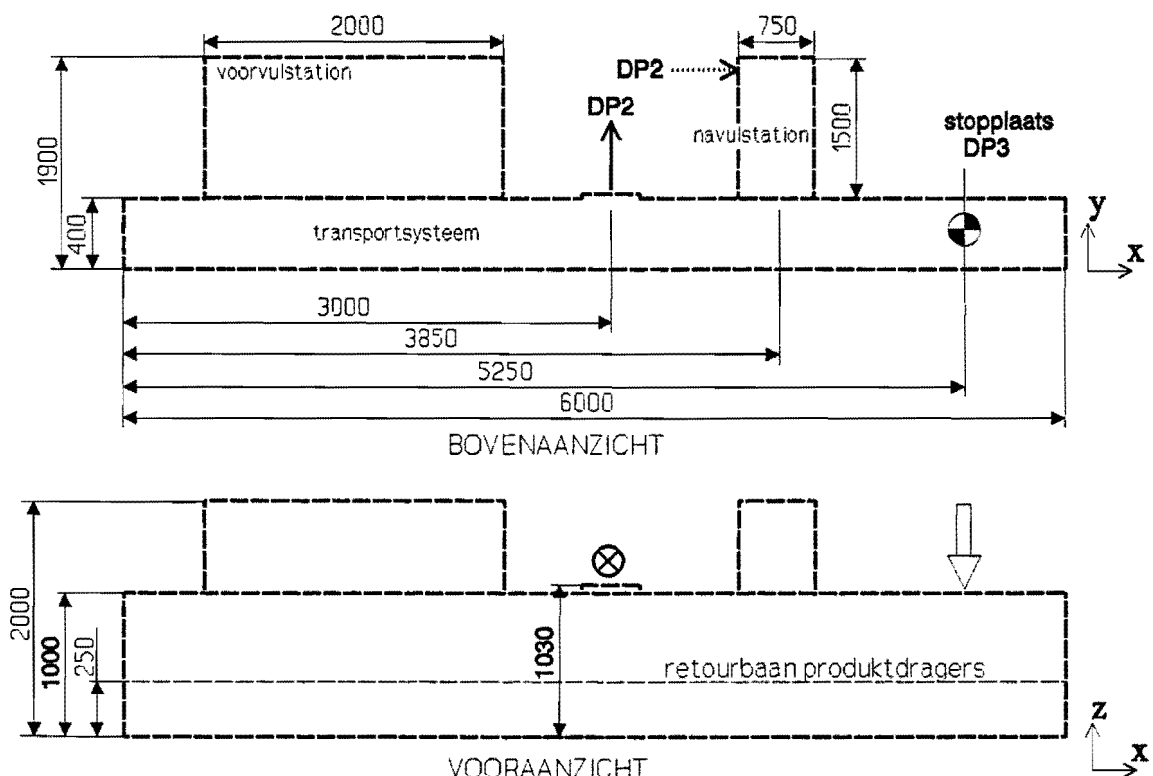 2000
750
voorvulstation
DP2
DP2
1900
navulstation
1500
stopplaats
DP3
400
transportsysteem
y
x
3000
3850
5250
6000
BOVENAANZICHT
2000
1000
250
1030
retourbaan produktdragers
z
x
VOORAANZICHT